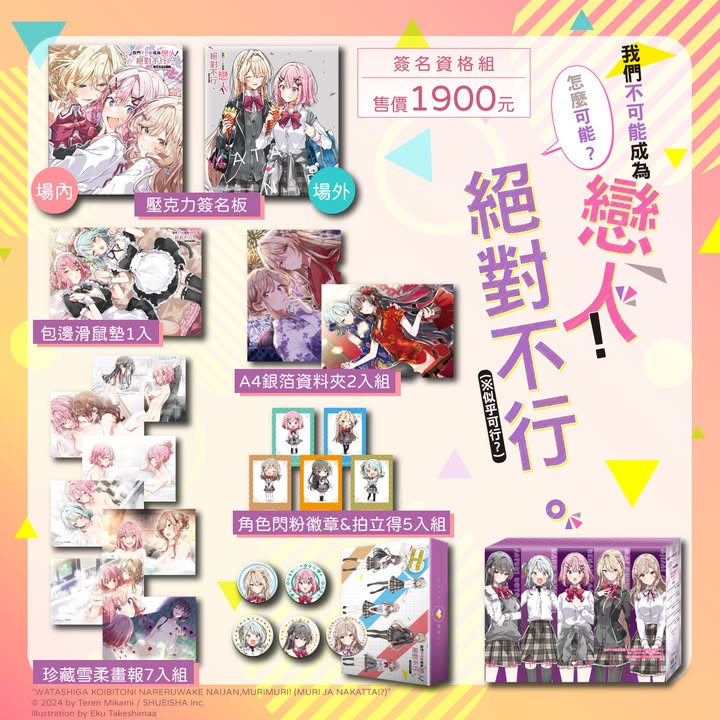 簽名資格組
售價1900元
我們不可能成為
怎麼可能?
戀人!
絕對不行。
(※似乎可行?)
場內
場外
壓克力簽名板
包邊滑鼠墊1入
A4銀箔資料夾2入組
角色閃粉徽章&拍立得5入組
珍藏雪柔畫報7入組
"WATASHIGA KOIBITONI NARERUWAKE NAIJAN,MURIMURI! (MURI JA NAKATTA!?)"
© 2024 by Teren Mikami / SHUEISHA Inc.
illustration by Eku Takeshimaa